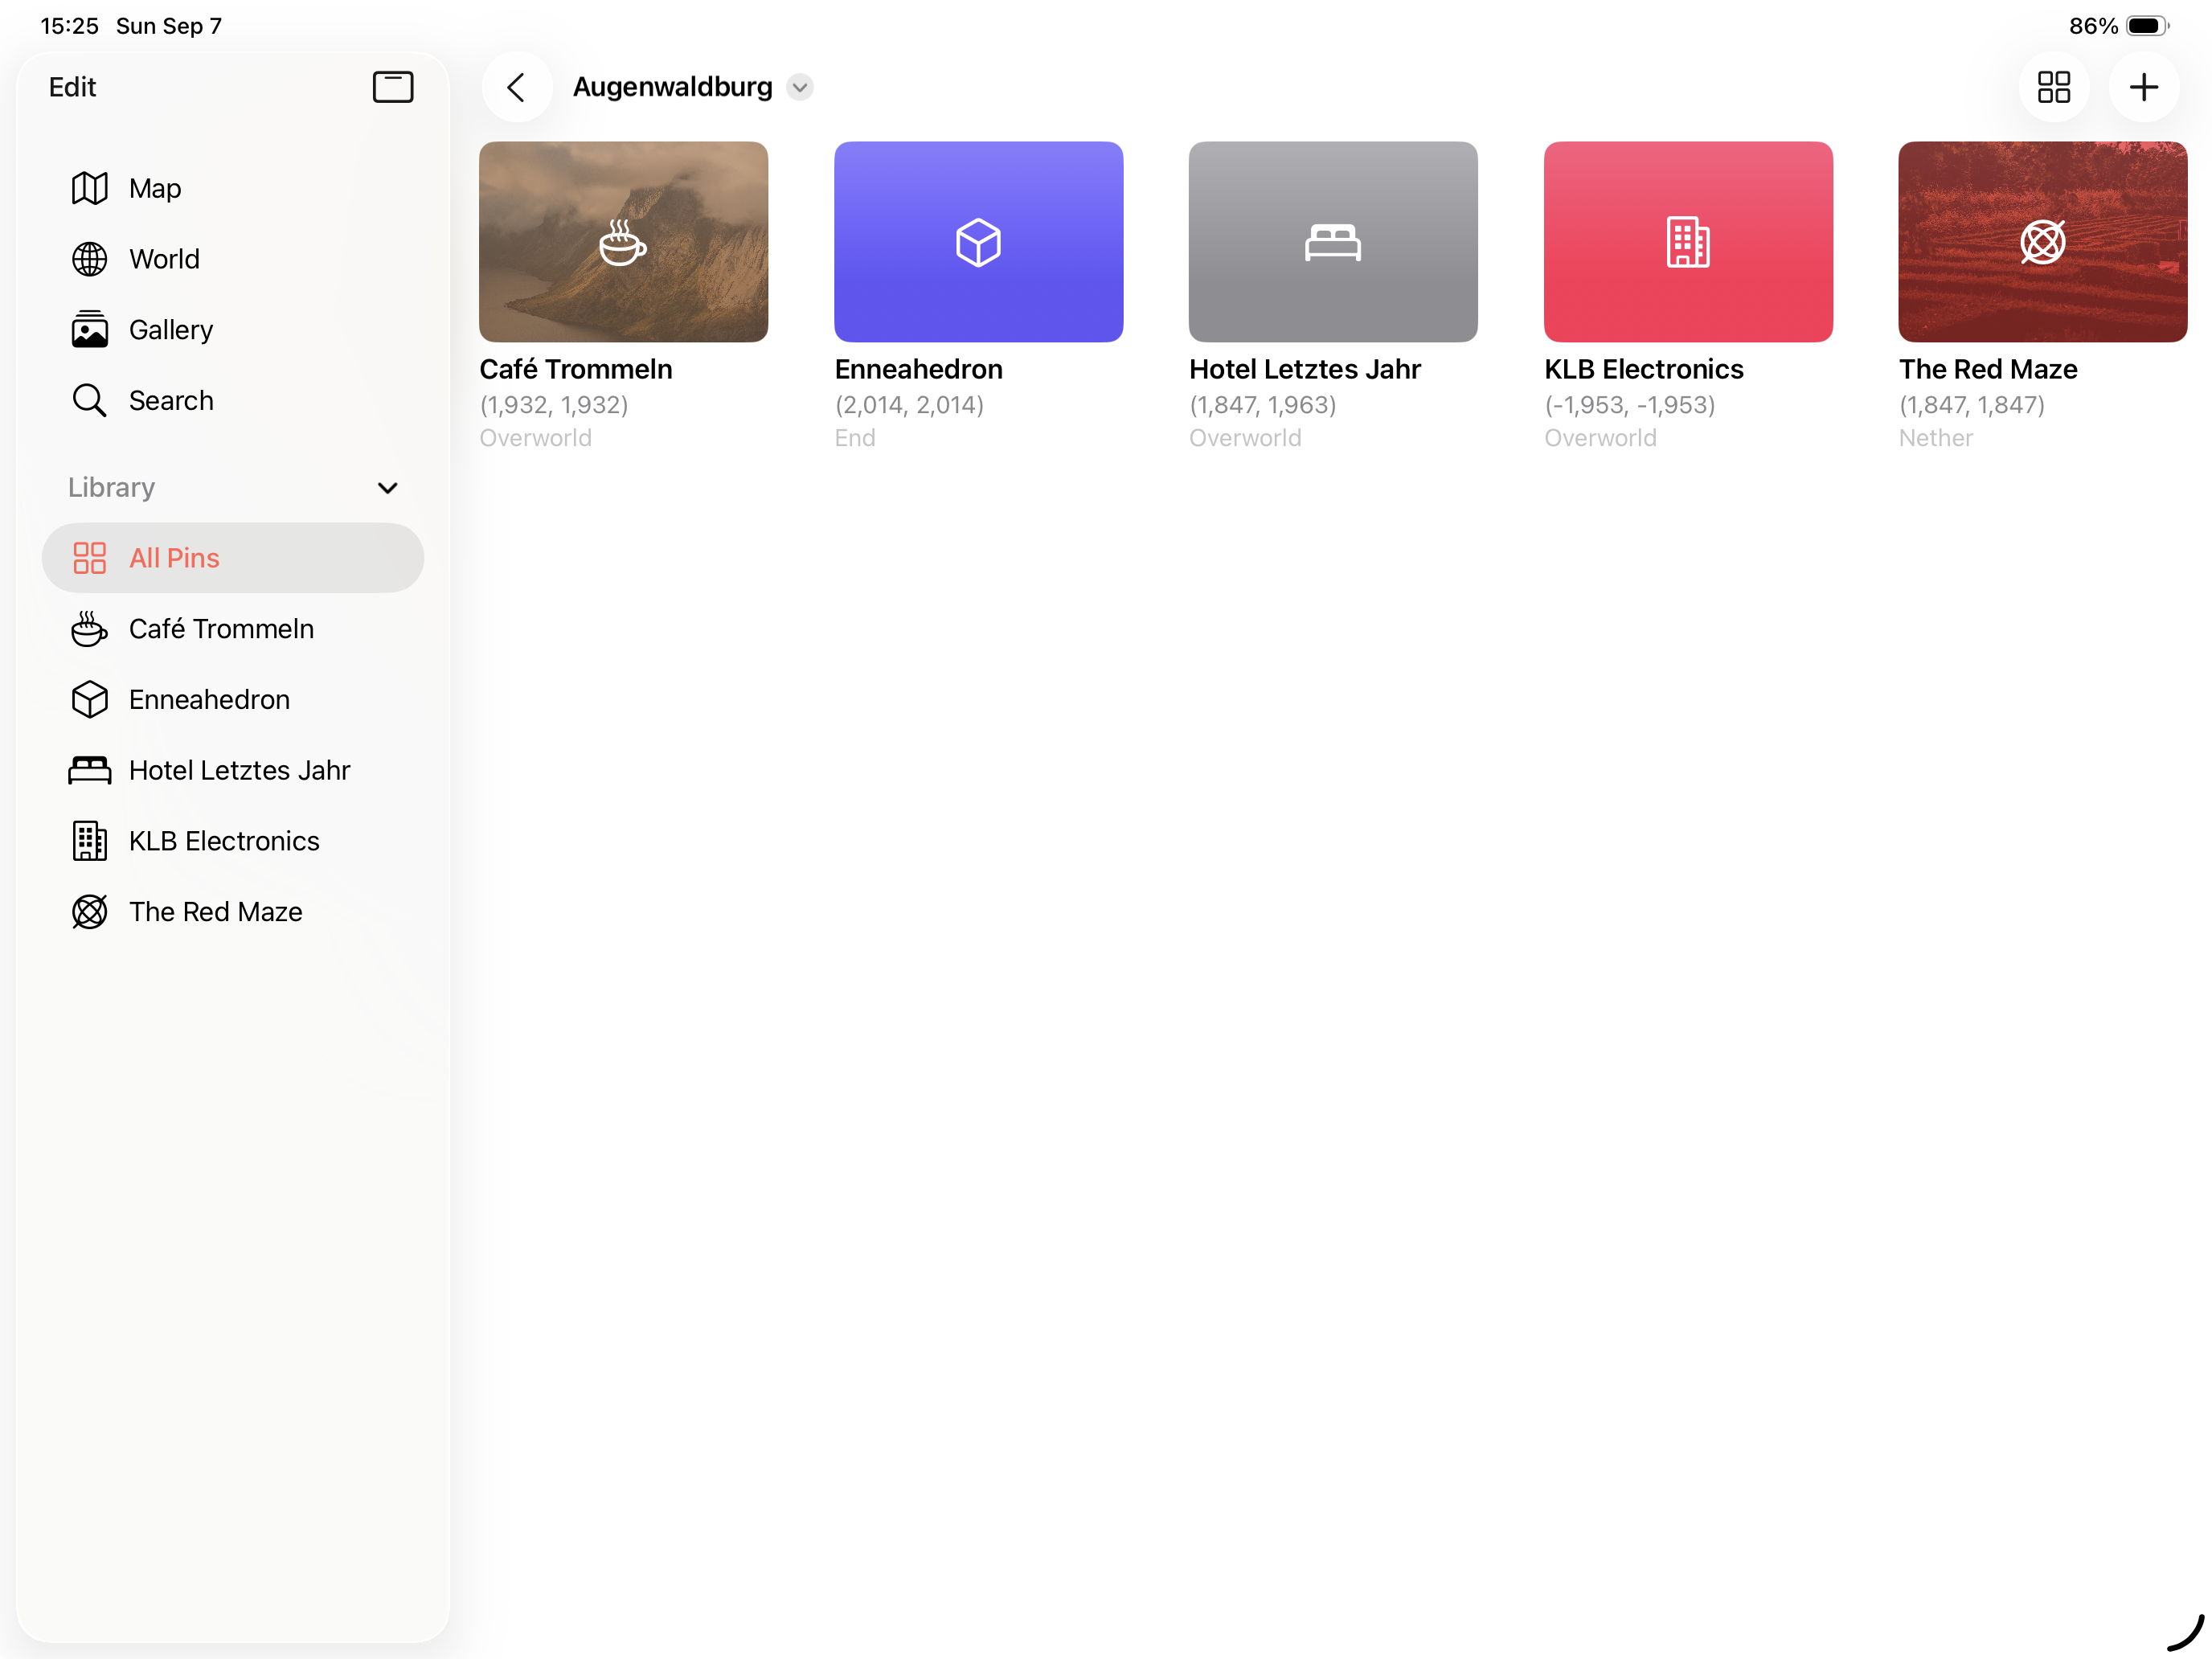 15:25 Sun Sep 7
86%
Edit
Map
World
Gallery
Search
Library
All Pins
Café Trommeln
Enneahedron
Hotel Letztes Jahr
KLB Electronics
The Red Maze
Augenwaldburg
Café Trommeln
(1,932, 1,932)
Overworld
Enneahedron
(2,014, 2,014)
End
Hotel Letztes Jahr
(1,847, 1,963)
Overworld
KLB Electronics
(-1,953, -1,953)
Overworld
The Red Maze
(1,847, 1,847)
Nether